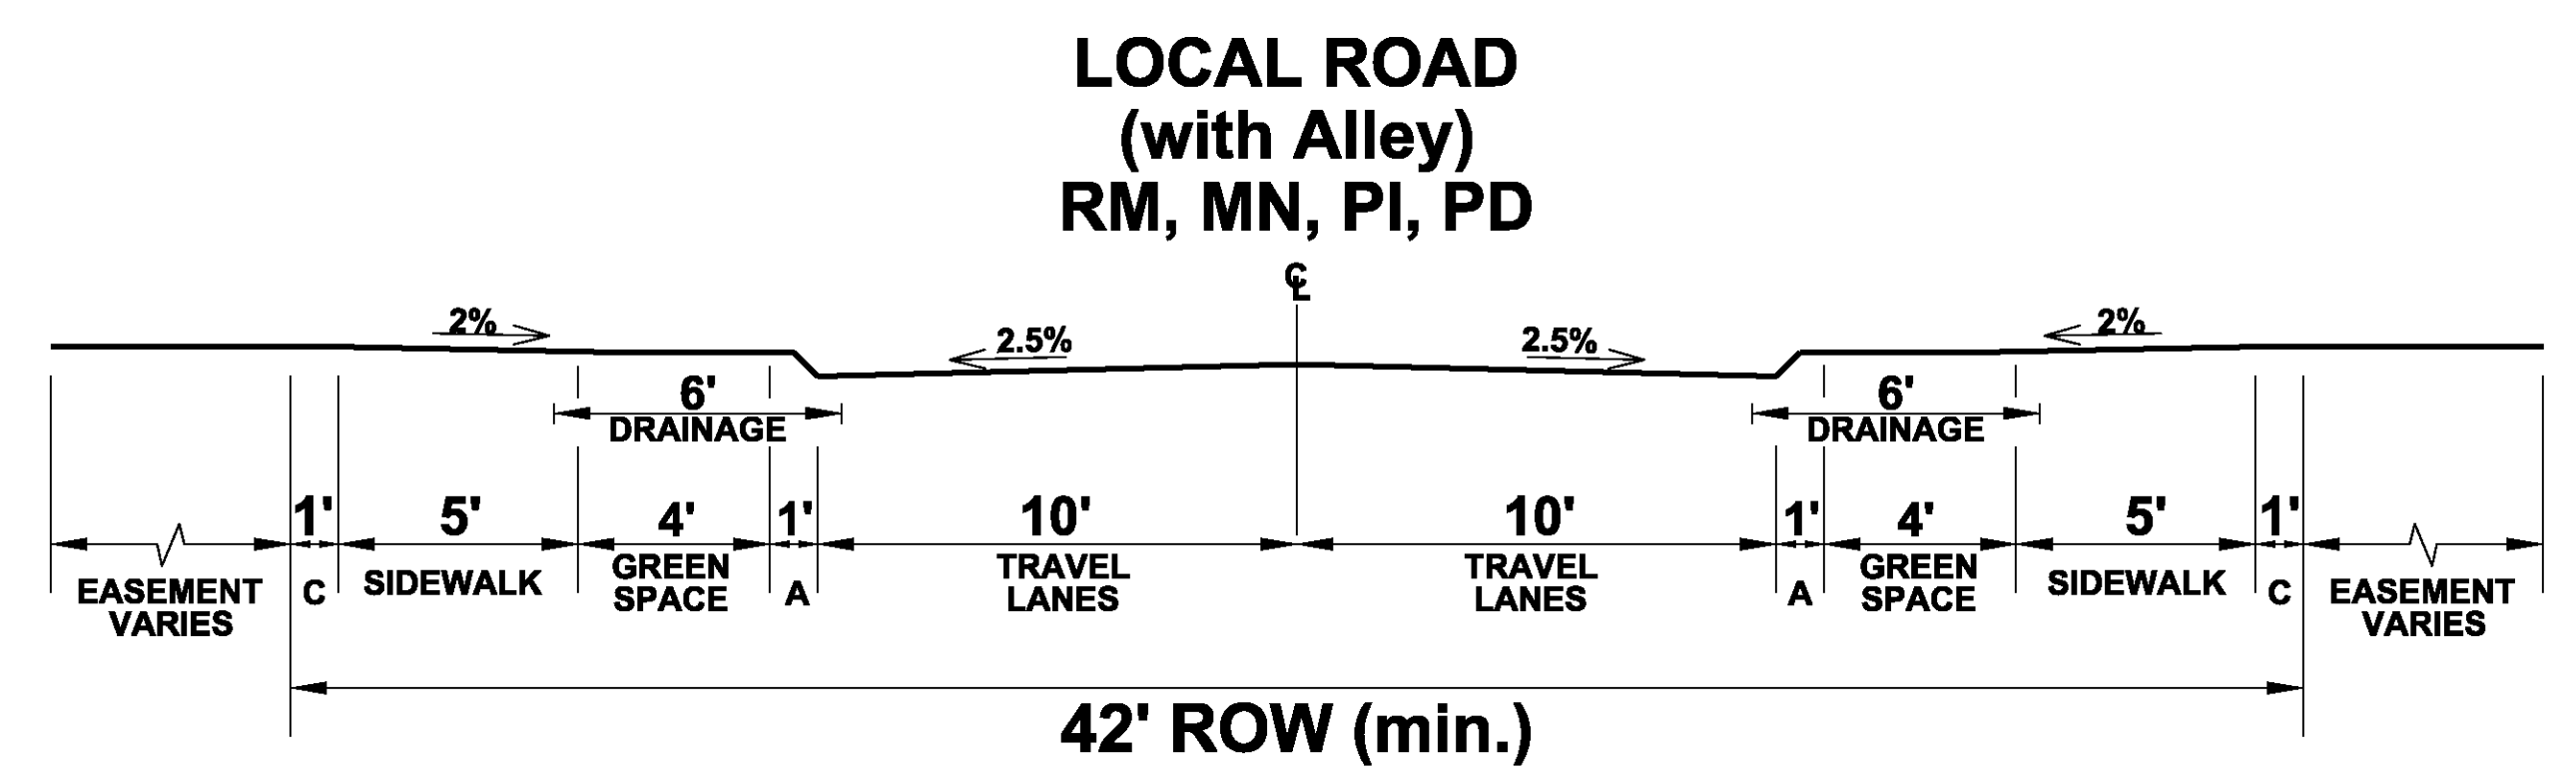 LOCAL ROAD
(with Alley)
RM, MN, PI, PD
℄
2%
2.5%
2.5%
2%
6'
DRAINAGE
6'
DRAINAGE
1' 5' 4' 1' 10' 10' 1' 4' 5' 1'
EASEMENT
VARIES
C
SIDEWALK
GREEN
SPACE
A
TRAVEL
LANES
TRAVEL
LANES
A
GREEN
SPACE
SIDEWALK
C
EASEMENT
VARIES
42' ROW (min.)